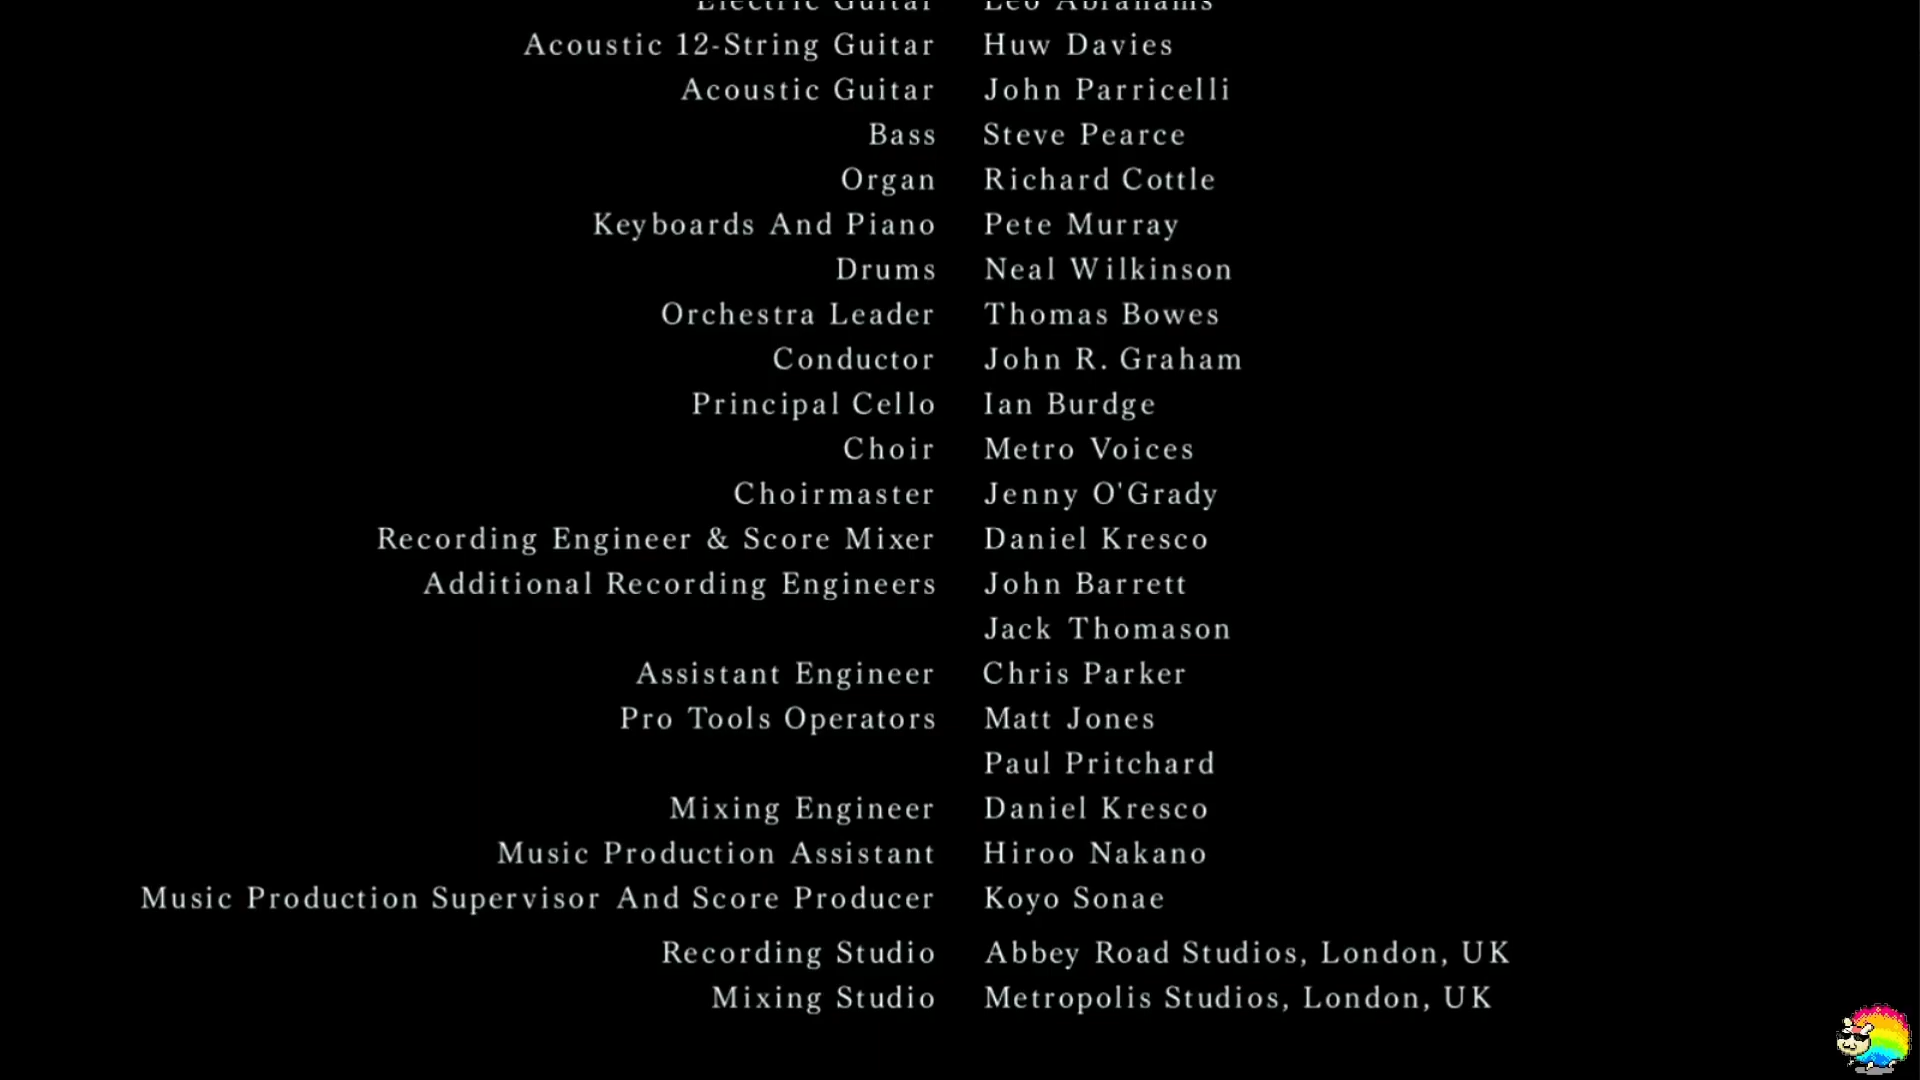 Electric Guitar Leo Abrahams
Acoustic 12-String Guitar Huw Davies
Acoustic Guitar John Parricelli
Bass Steve Pearce
Organ Richard Cottle
Keyboards And Piano Pete Murray
Drums Neal Wilkinson
Orchestra Leader Thomas Bowes
Conductor John R. Graham
Principal Cello Ian Burdge
Choir Metro Voices
Choirmaster Jenny O'Grady
Recording Engineer & Score Mixer Daniel Kresco
Additional Recording Engineers John Barrett
Jack Thomason
Assistant Engineer Chris Parker
Pro Tools Operators Matt Jones
Paul Pritchard
Mixing Engineer Daniel Kresco
Music Production Assistant Hiroo Nakano
Music Production Supervisor And Score Producer Koyo Sonae
Recording Studio Abbey Road Studios, London, UK
Mixing Studio Metropolis Studios, London, UK